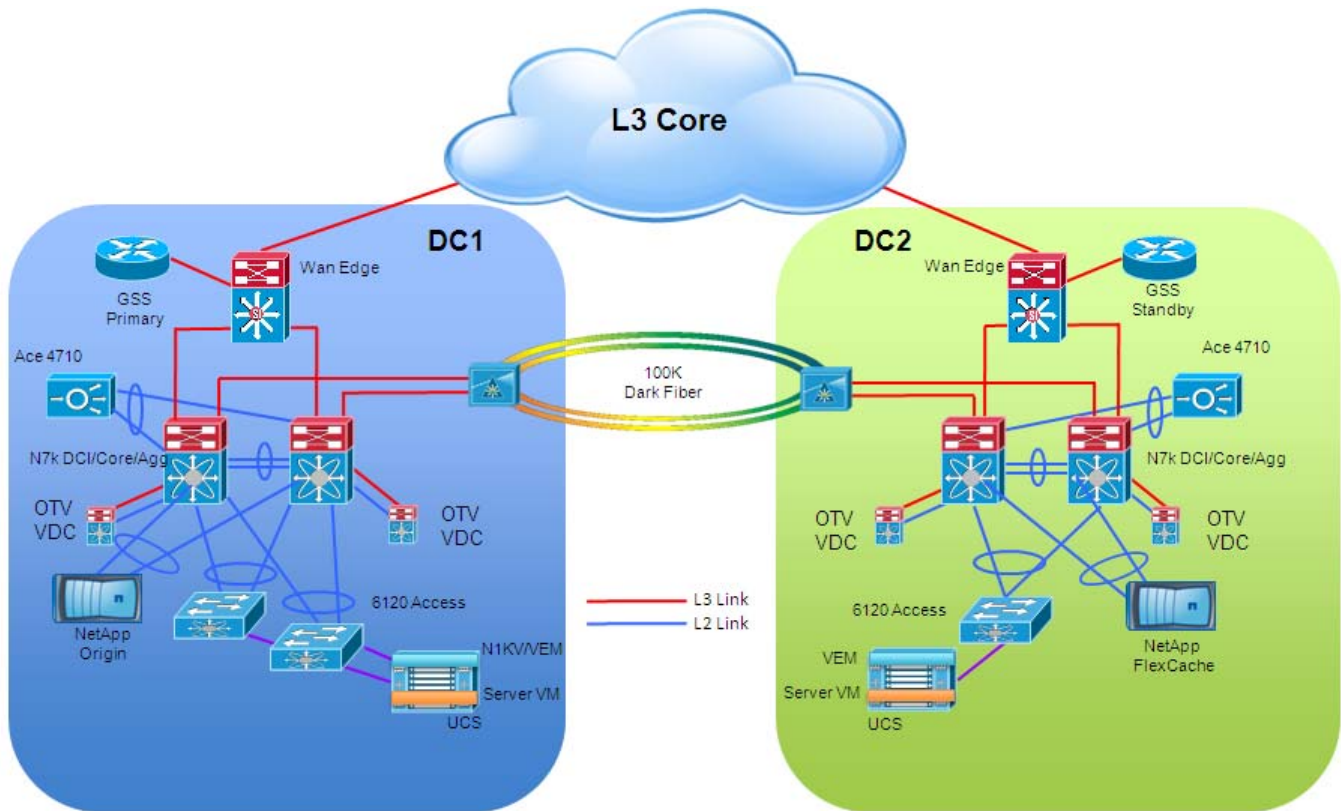 L3 Core
DC1
Wan Edge
GSS
Primary
Ace 4710
N7k DCI/Core/Agg
OTV
VDC
OTV
VDC
NetApp
Origin
6120 Access
N1KV/VEM
Server VM
UCS
100K
Dark Fiber
L3 Link
L2 Link
DC2
Wan Edge
GSS
Standby
Ace 4710
N7k DCI/Core/Agg
OTV
VDC
OTV
VDC
6120 Access
VEM
Server VM
UCS
NetApp
FlexCache
SI
SI
n
n